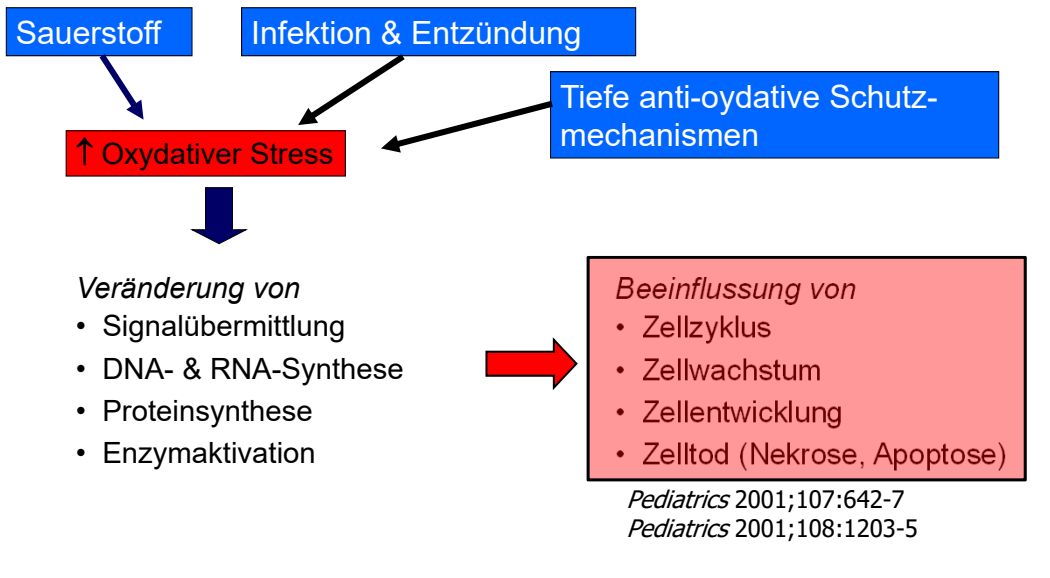 Sauerstoff
Infektion & Entzündung
Tiefe anti-oydative Schutz-
mechanismen
↑ Oxydativer Stress
Veränderung von
• Signalübermittlung
• DNA- & RNA-Synthese
• Proteinsynthese
• Enzymaktivation
Beeinflussung von
• Zellzyklus
• Zellwachstum
• Zellentwicklung
• Zelltod (Nekrose, Apoptose)
Pediatrics 2001;107:642-7
Pediatrics 2001;108:1203-5